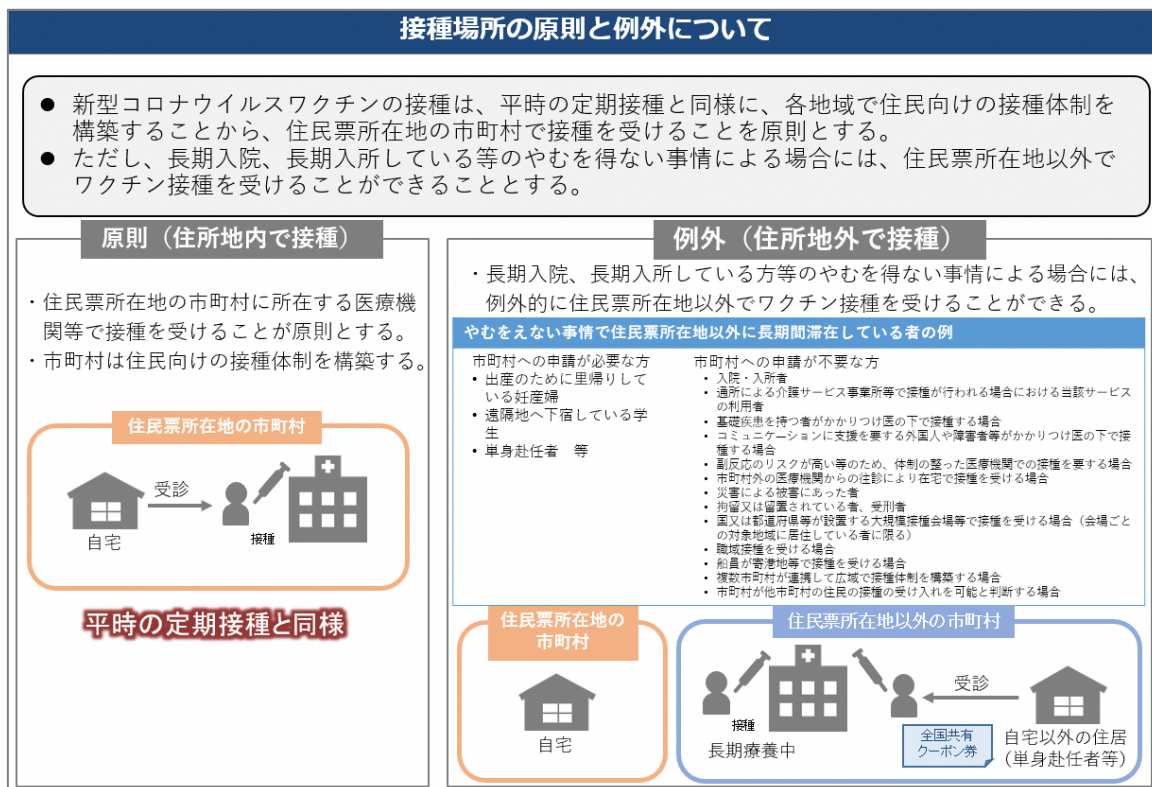 接種場所の原則と例外について
● 新型コロナウイルスワクチンの接種は、平時の定期接種と同様に、各地域で住民向けの接種体制を
構築することから、住民票所在地の市町村で接種を受けることを原則とする。
● ただし、長期入院、長期入所している等のやむを得ない事情による場合には、住民票所在地以外で
ワクチン接種を受けることができることとする。
原則（住所地内で接種）
・住民票所在地の市町村に所在する医療機
関等で接種を受けることが原則とする。
・市町村は住民向けの接種体制を構築する。
住民票所在地の市町村
受診
自宅
接種
平時の定期接種と同様
例外（住所地外で接種）
・長期入院、長期入所している方等のやむを得ない事情による場合には、
例外的に住民票所在地以外でワクチン接種を受けることができる。
やむをえない事情で住民票所在地以外に長期間滞在している者の例
市町村への申請が必要な方
• 出産のために里帰りして
いる妊産婦
• 遠隔地へ下宿している学
生
• 単身赴任者　等
市町村への申請が不要な方
• 入院・入所者
• 通所による介護サービス事業所等で接種が行われる場合における当該サービス
の利用者
• 基礎疾患を持つ者がかかりつけ医の下で接種する場合
• コミュニケーションに支援を要する外国人や障害者等がかかりつけ医の下で接
種する場合
• 副反応のリスクが高い等のため、体制の整った医療機関での接種を要する場合
• 市町村外の医療機関からの往診により在宅で接種を受ける場合
• 災害による被害にあった者
• 拘留又は留置されている者、受刑者
• 国又は都道府県等が設置する大規模接種会場等で接種を受ける場合（会場ごと
の対象地域に居住している者に限る）
• 職域接種を受ける場合
• 船員が寄港地等で接種を受ける場合
• 複数市町村が連携して広域で接種体制を構築する場合
• 市町村が他市町村の住民の接種の受け入れを可能と判断する場合
住民票所在地の
市町村
自宅
住民票所在地以外の市町村
接種
長期療養中
受診
全国共有
クーポン券
自宅以外の住居
（単身赴任者等）